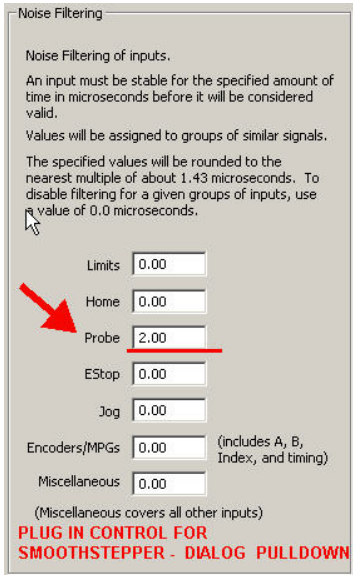 Noise Filtering
Noise Filtering of inputs.
An input must be stable for the specified amount of
time in microseconds before it will be considered
valid.
Values will be assigned to groups of similar signals.
The specified values will be rounded to the
nearest multiple of about 1.43 microseconds. To
disable filtering for a given groups of inputs, use
a value of 0.0 microseconds.
Limits 0.00
Home 0.00
Probe 2.00
EStop 0.00
Jog 0.00
Encoders/MPGs 0.00 (includes A, B,
Index, and timing)
Miscellaneous 0.00
(Miscellaneous covers all other inputs)
PLUG IN CONTROL FOR
SMOOTHSTEPPER - DIALOG PULLDOWN